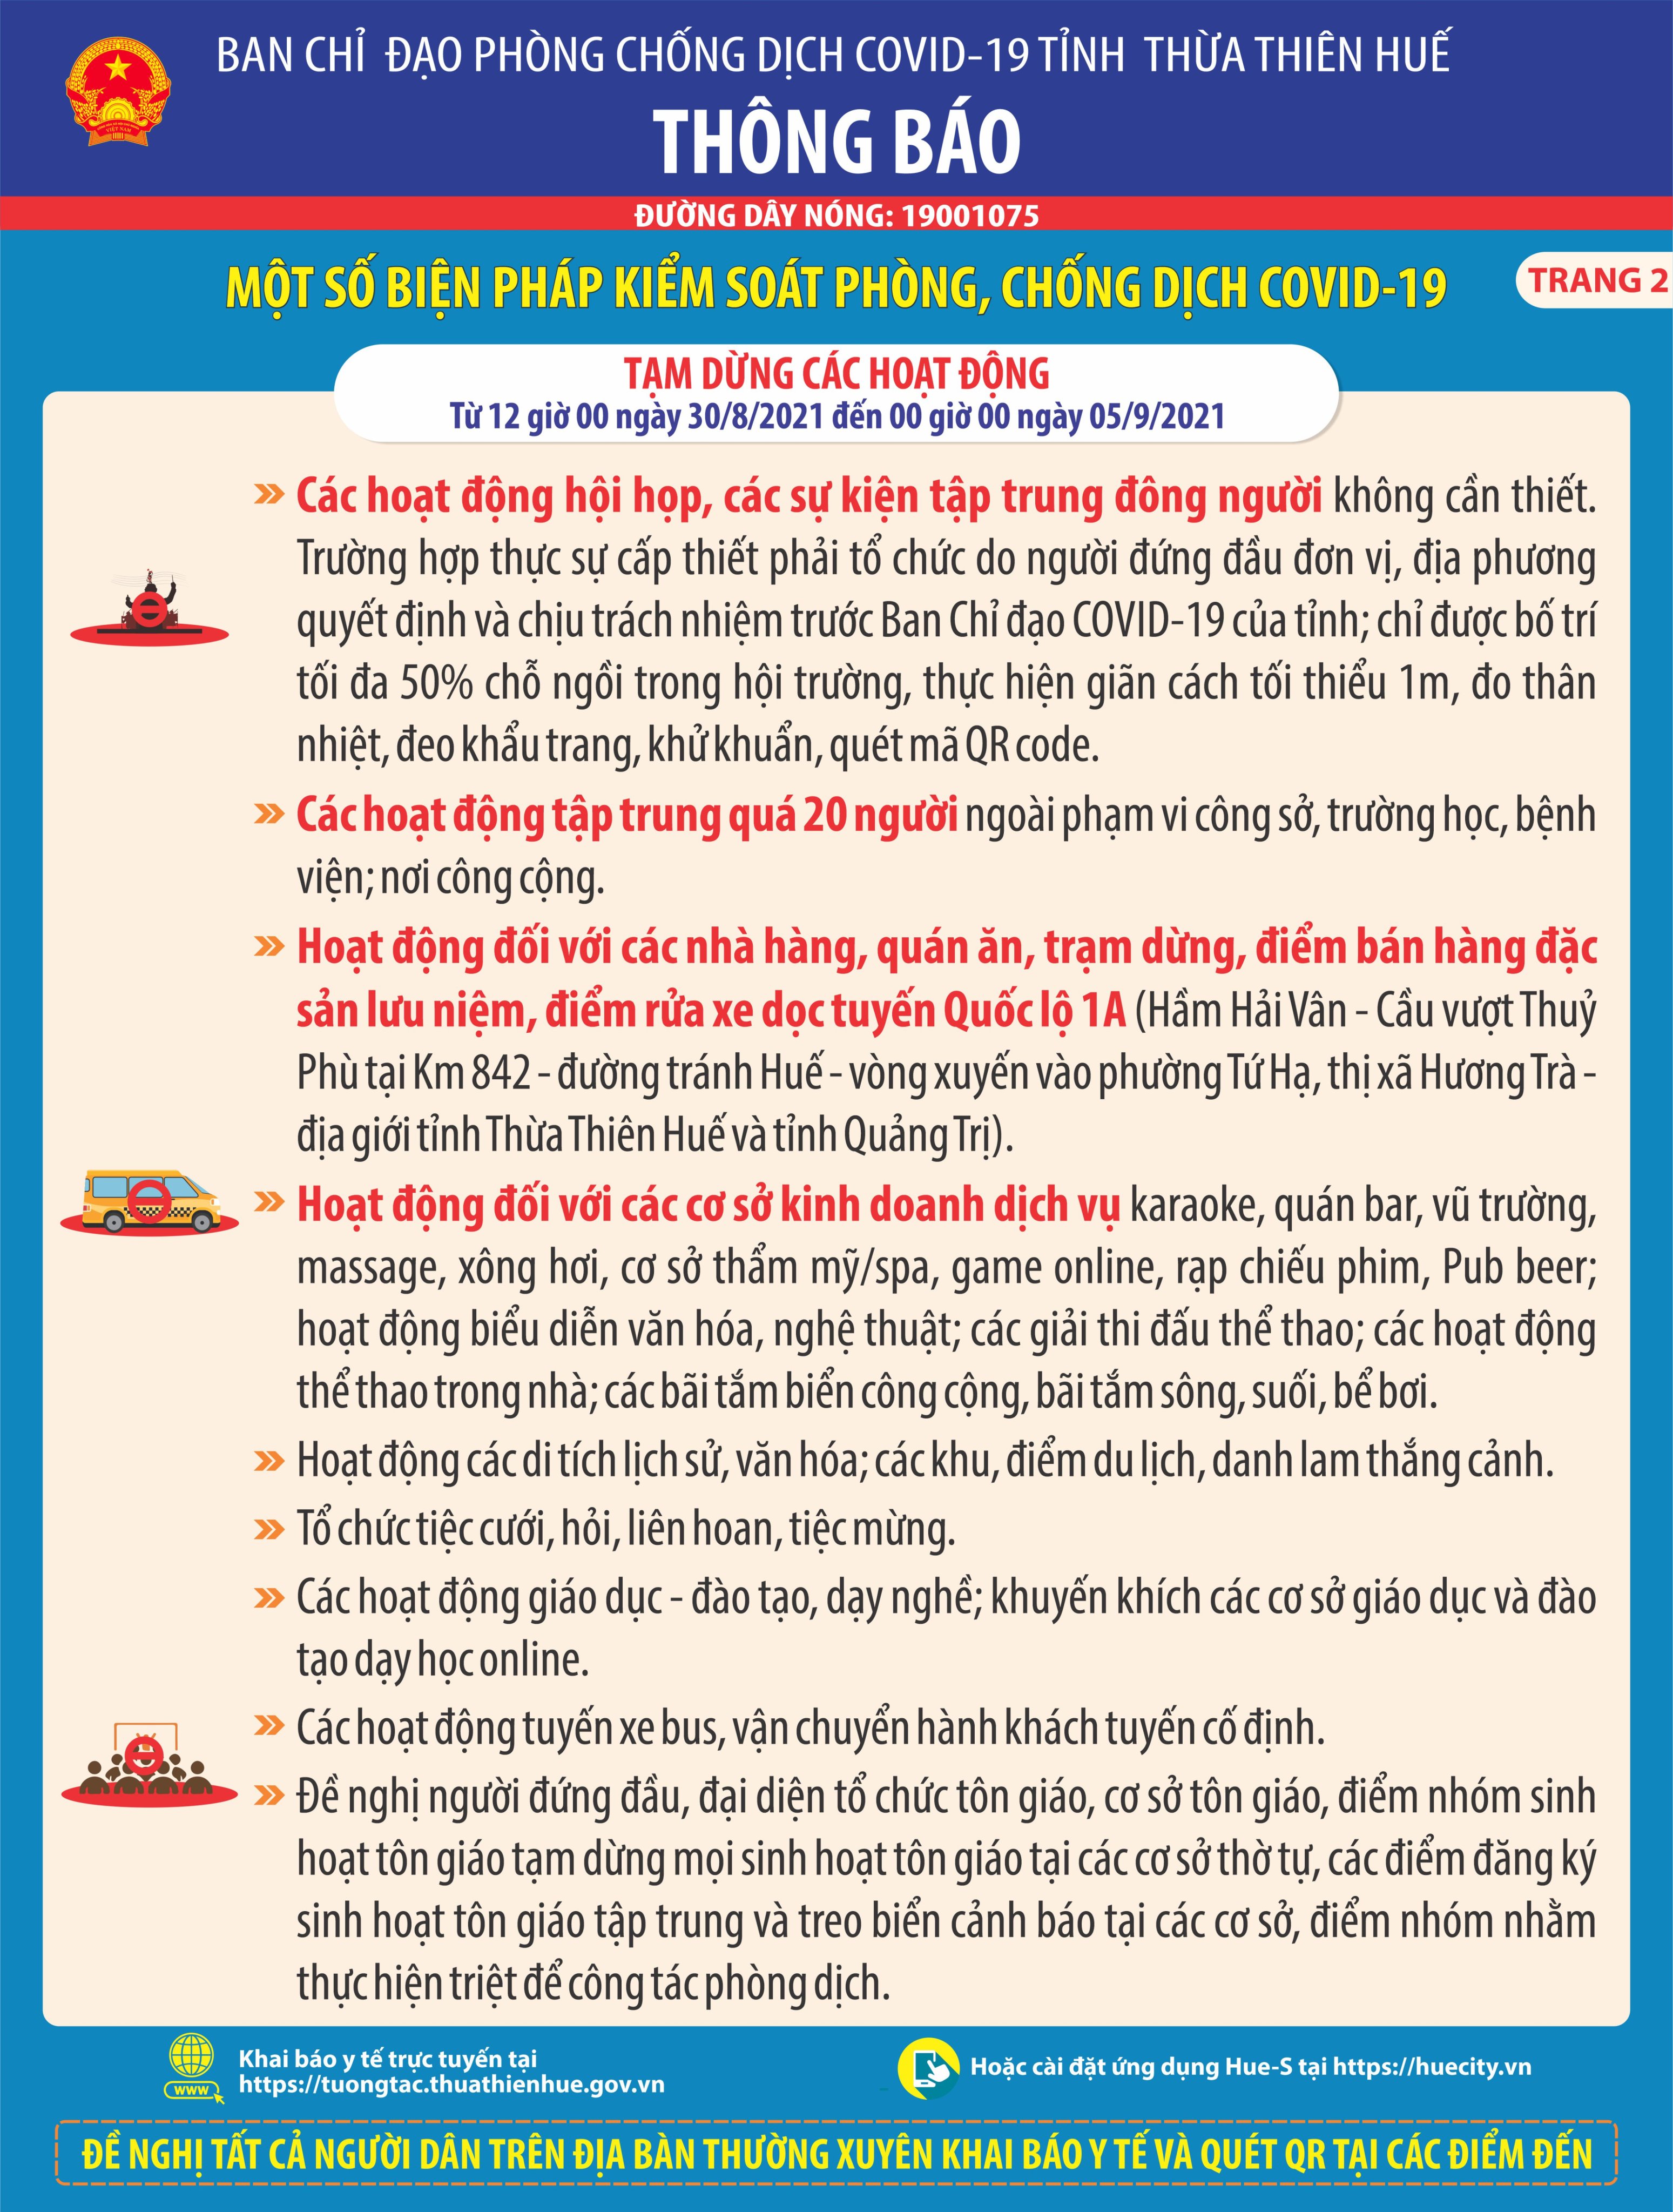 BAN CHỈ ĐẠO PHÒNG CHỐNG DỊCH COVID-19 TỈNH THỪA THIÊN HUẾ
THÔNG BÁO
ĐƯỜNG DÂY NÓNG: 19001075
MỘT SỐ BIỆN PHÁP KIỂM SOÁT PHÒNG, CHỐNG DỊCH COVID-19
TRANG 2
TẠM DỪNG CÁC HOẠT ĐỘNG
Từ 12 giờ 00 ngày 30/8/2021 đến 00 giờ 00 ngày 05/9/2021
Các hoạt động hội họp, các sự kiện tập trung đông người không cần thiết.
Trường hợp thực sự cấp thiết phải tổ chức do người đứng đầu đơn vị, địa phương
quyết định và chịu trách nhiệm trước Ban Chỉ đạo COVID-19 của tỉnh; chỉ được bố trí
tối đa 50% chỗ ngồi trong hội trường, thực hiện giãn cách tối thiểu 1m, đo thân
nhiệt, đeo khẩu trang, khử khuẩn, quét mã QR code.
Các hoạt động tập trung quá 20 người ngoài phạm vi công sở, trường học, bệnh
viện; nơi công cộng.
Hoạt động đối với các nhà hàng, quán ăn, trạm dừng, điểm bán hàng đặc
sản lưu niệm, điểm rửa xe dọc tuyến Quốc lộ 1A (Hầm Hải Vân - Cầu vượt Thuỷ
Phù tại Km 842 - đường tránh Huế - vòng xuyến vào phường Tứ Hạ, thị xã Hương Trà -
địa giới tỉnh Thừa Thiên Huế và tỉnh Quảng Trị).
Hoạt động đối với các cơ sở kinh doanh dịch vụ karaoke, quán bar, vũ trường,
massage, xông hơi, cơ sở thẩm mỹ/spa, game online, rạp chiếu phim, Pub beer;
hoạt động biểu diễn văn hóa, nghệ thuật; các giải thi đấu thể thao; các hoạt động
thể thao trong nhà; các bãi tắm biển công cộng, bãi tắm sông, suối, bể bơi.
Hoạt động các di tích lịch sử, văn hóa; các khu, điểm du lịch, danh lam thắng cảnh.
Tổ chức tiệc cưới, hỏi, liên hoan, tiệc mừng.
Các hoạt động giáo dục - đào tạo, dạy nghề; khuyến khích các cơ sở giáo dục và đào
tạo dạy học online.
Các hoạt động tuyến xe bus, vận chuyển hành khách tuyến cố định.
Đề nghị người đứng đầu, đại diện tổ chức tôn giáo, cơ sở tôn giáo, điểm nhóm sinh
hoạt tôn giáo tạm dừng mọi sinh hoạt tôn giáo tại các cơ sở thờ tự, các điểm đăng ký
sinh hoạt tôn giáo tập trung và treo biển cảnh báo tại các cơ sở, điểm nhóm nhằm
thực hiện triệt để công tác phòng dịch.
Khai báo y tế trực tuyến tại
https://tuongtac.thuathienhue.gov.vn
WWW
Hoặc cài đặt ứng dụng Hue-S tại https://huecity.vn
ĐỀ NGHỊ TẤT CẢ NGƯỜI DÂN TRÊN ĐỊA BÀN THƯỜNG XUYÊN KHAI BÁO Y TẾ VÀ QUÉT QR TẠI CÁC ĐIỂM ĐẾN